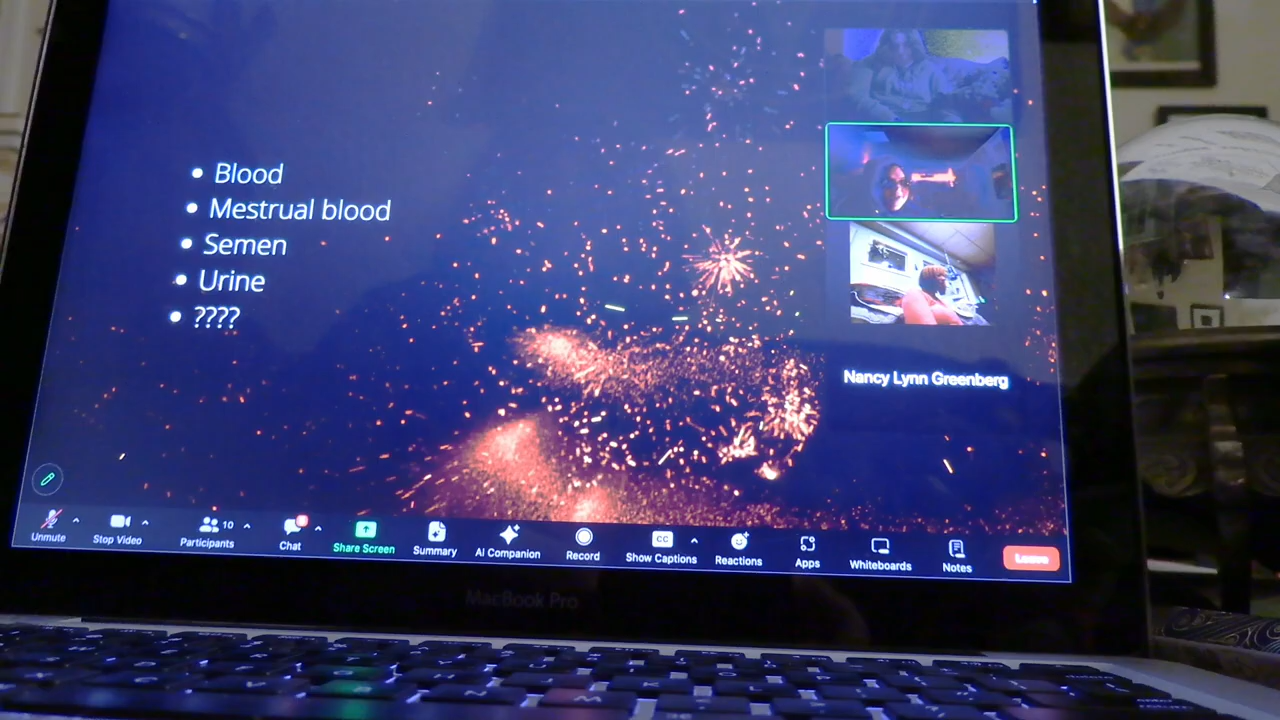 Blood
Mestrual blood
Semen
Urine
????
Nancy Lynn Greenberg
Unmute
Stop Video
Participants
10
Chat
Share Screen
Summary
AI Companion
Record
CC
Show Captions
Reactions
Apps
Whiteboards
Notes
Leave
MacBook Pro